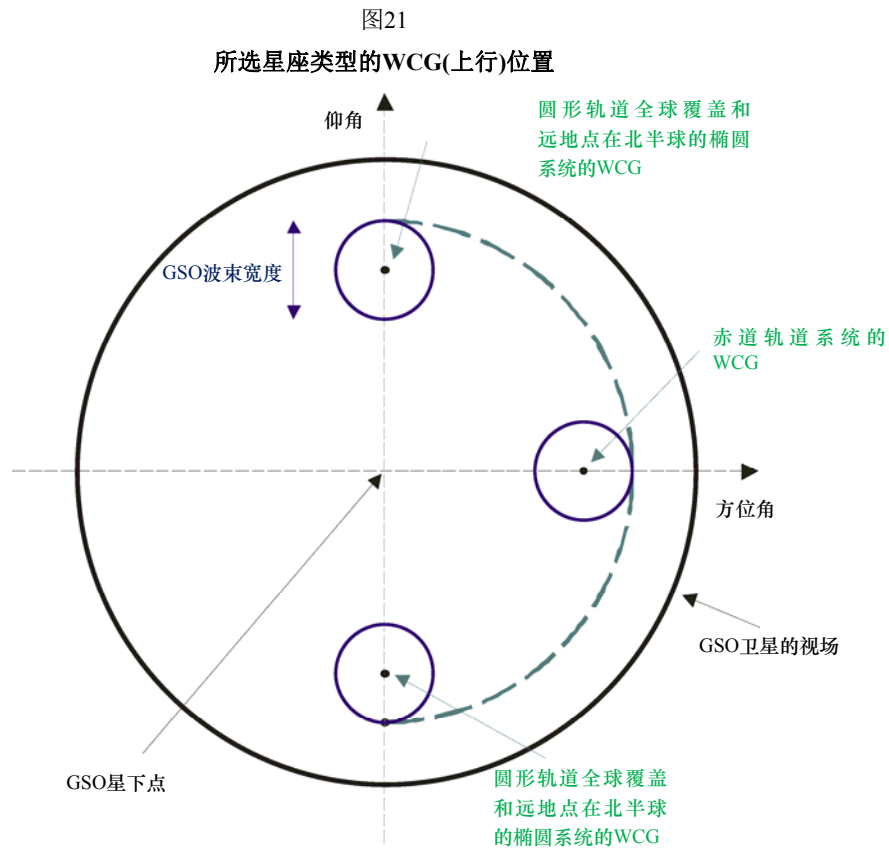 图21
所选星座类型的WCG(上行)位置
仰角
圆形轨道全球覆盖和
远地点在北半球的椭圆
系统的WCG
GSO波束宽度
赤道轨道系统的
WCG
方位角
GSO卫星的视场
GSO星下点
圆形轨道全球覆盖
和远地点在北半球
的椭圆系统的WCG